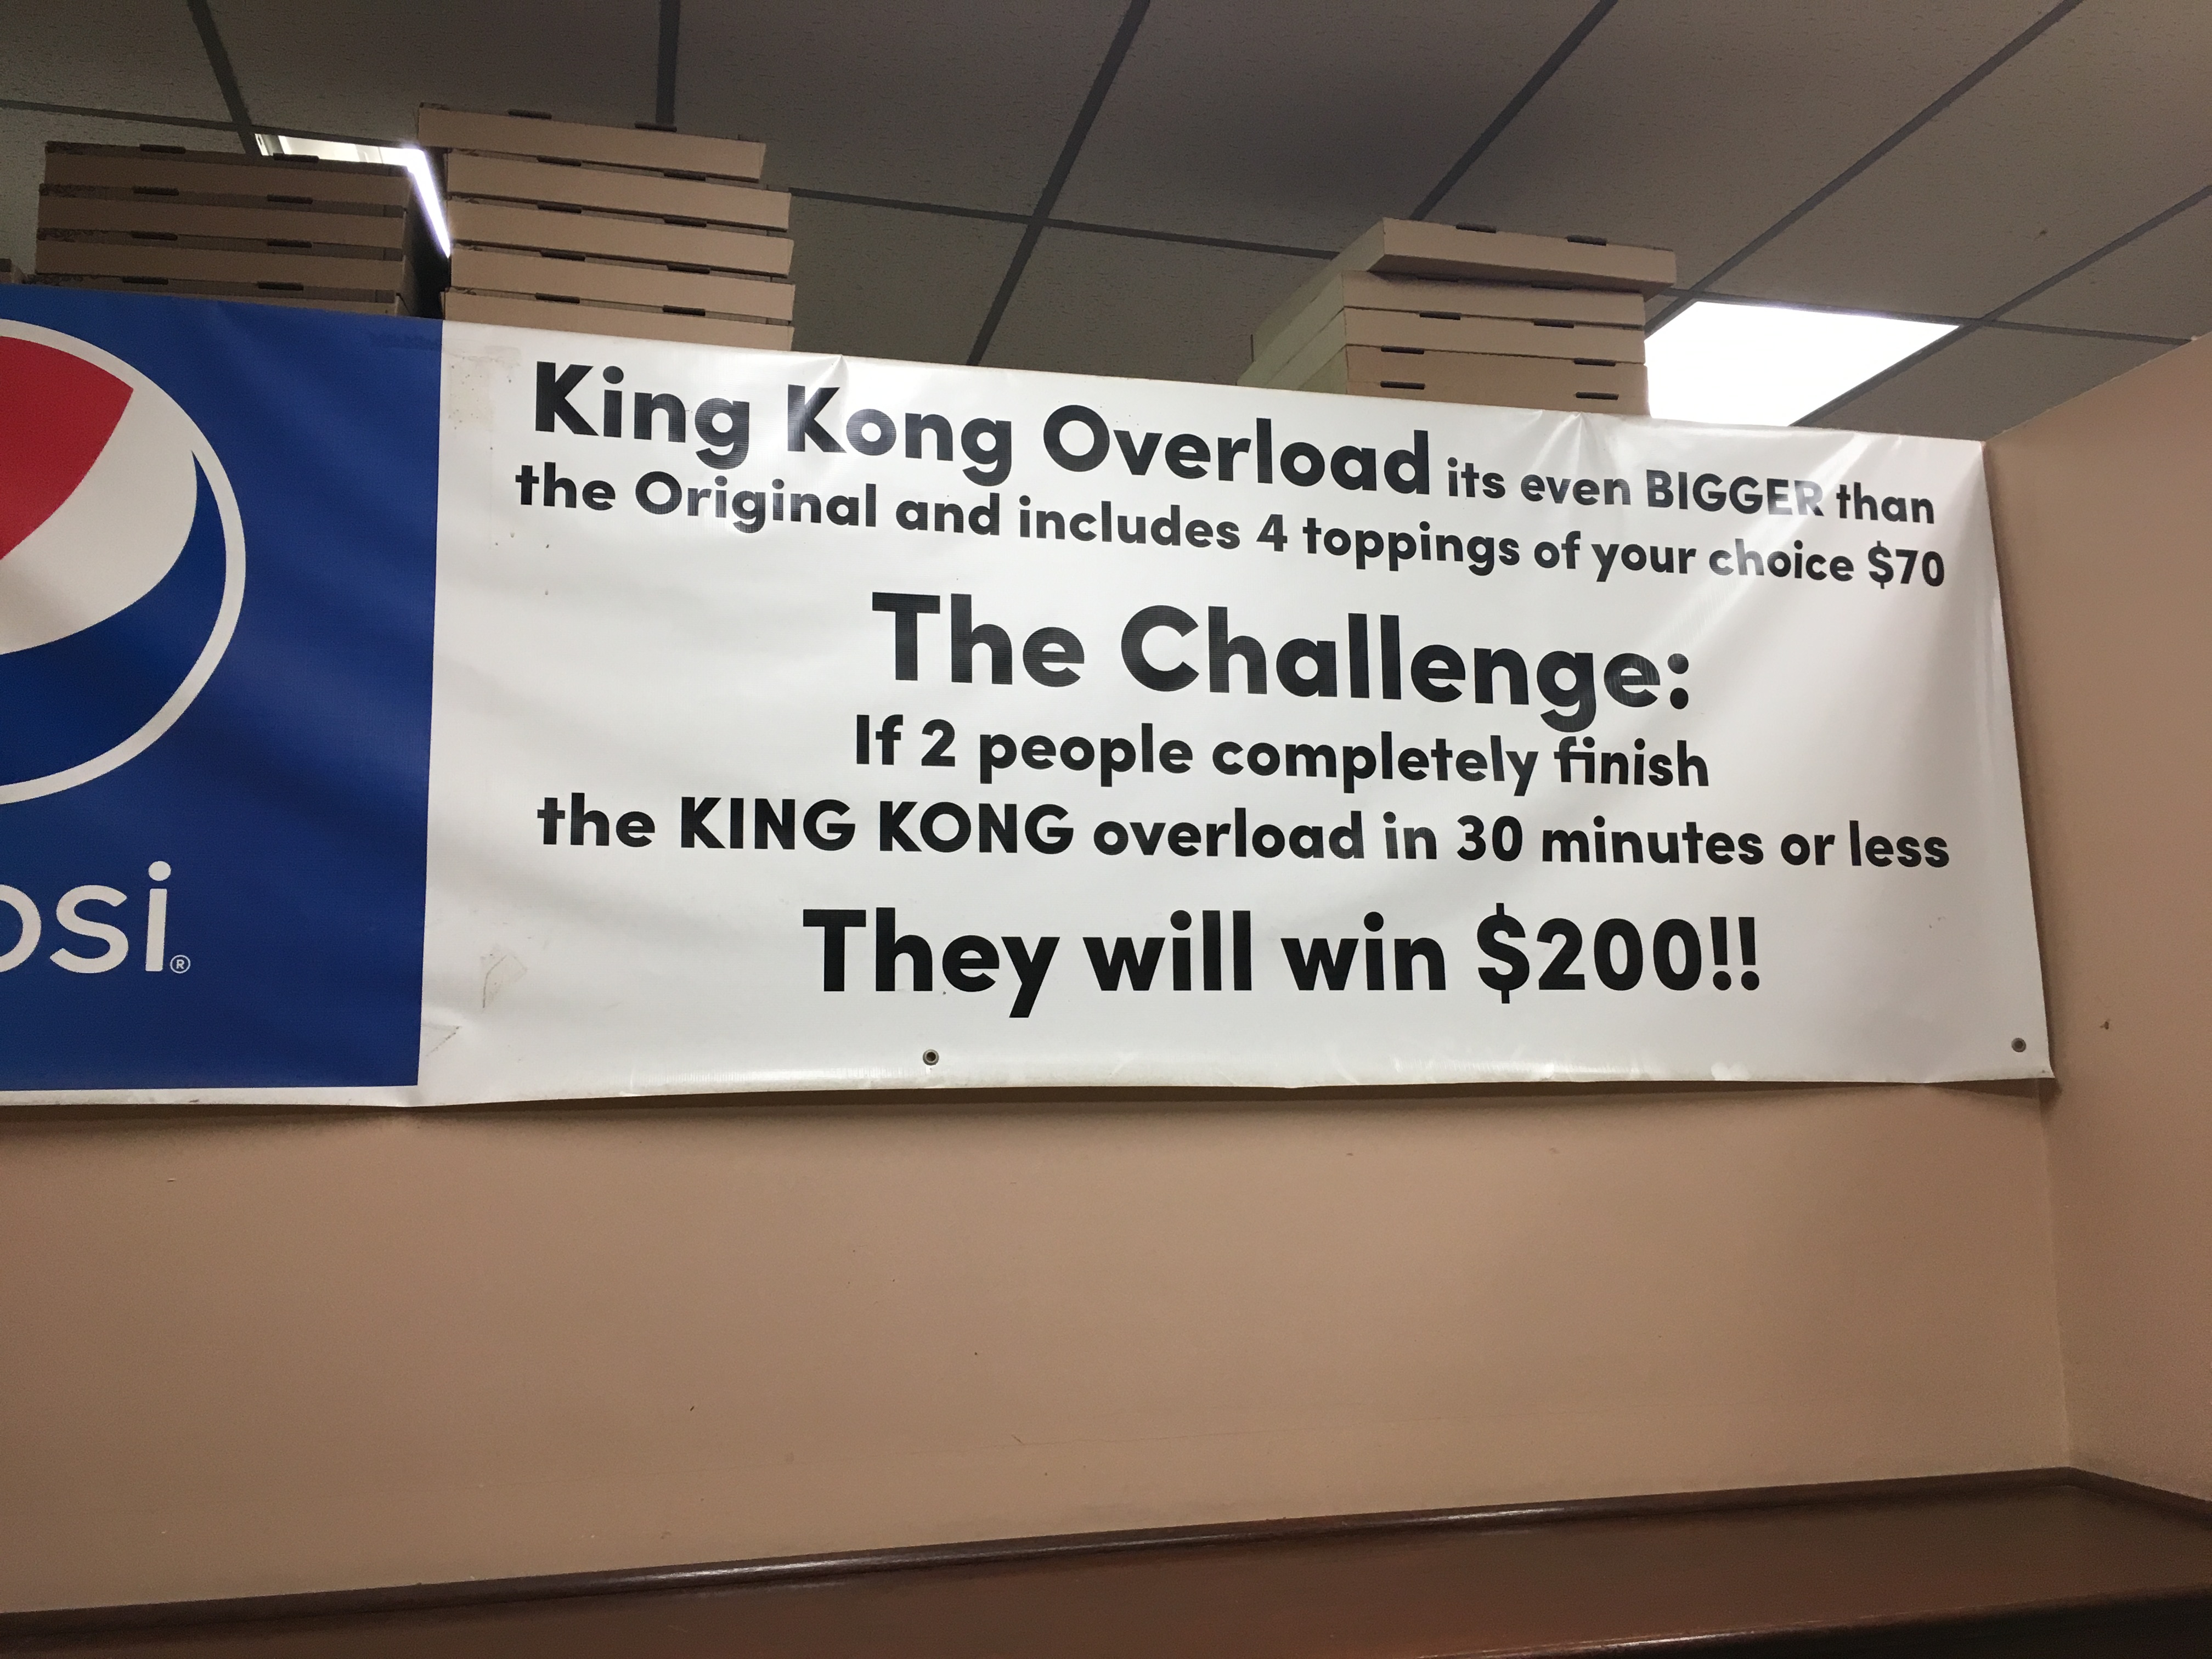 King Kong Overload its even BIGGER than
the Original and includes 4 toppings of your choice $70
The Challenge:
If 2 people completely finish
the KING KONG overload in 30 minutes or less
They will win $200!!
psi®